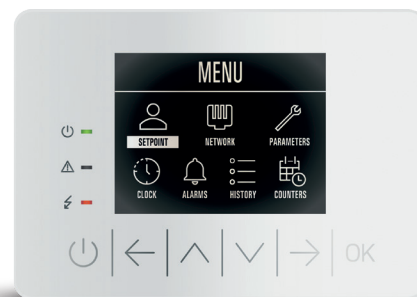 MENU
SETPOINT NETWORK PARAMETERS
CLOCK ALARMS HISTORY COUNTERS
OK